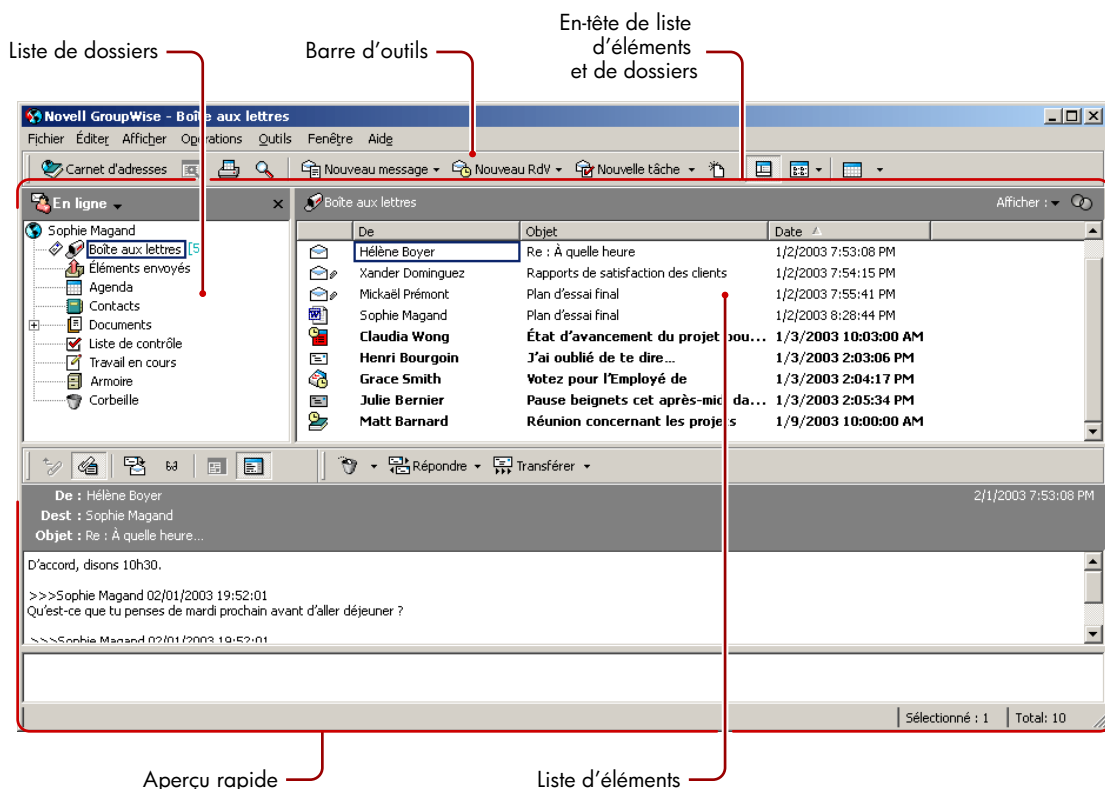 En-tête de liste
d'éléments
et de dossiers
Liste de dossiers
Barre d'outils
Novell GroupWise - Boîte aux lettres
Fichier Éditer Afficher Opérations Outils Fenêtre Aide
Carnet d'adresses Nouveau message Nouveau RdV Nouvelle tâche
En ligne
Boîte aux lettres Afficher :
Sophie Magand
Boîte aux lettres [5
Éléments envoyés
Agenda
Contacts
Documents
Liste de contrôle
Travail en cours
Armoire
Corbeille
De Objet Date
Hélène Boyer Re : À quelle heure 1/2/2003 7:53:08 PM
Xander Dominguez Rapports de satisfaction des clients 1/2/2003 7:54:15 PM
Mickaël Prémont Plan d'essai final 1/2/2003 7:55:41 PM
Sophie Magand Plan d'essai final 1/2/2003 8:28:44 PM
Claudia Wong État d'avancement du projet pou... 1/3/2003 10:03:00 AM
Henri Bourgoin J'ai oublié de te dire... 1/3/2003 2:03:06 PM
Grace Smith Votez pour l'Employé de 1/3/2003 2:04:17 PM
Julie Bernier Pause beignets cet après-midi da... 1/3/2003 2:05:34 PM
Matt Barnard Réunion concernant les projets 1/9/2003 10:00:00 AM
Répondre Transférer
De : Hélène Boyer 2/1/2003 7:53:08 PM
Dest : Sophie Magand
Objet : Re : À quelle heure...
D'accord, disons 10h30.
>>>Sophie Magand 02/01/2003 19:52:01
Qu'est-ce que tu penses de mardi prochain avant d'aller déjeuner ?
>>>Sophie Magand 02/01/2003 19:52:01
Sélectionné : 1 Total: 10
Aperçu rapide
Liste d'éléments